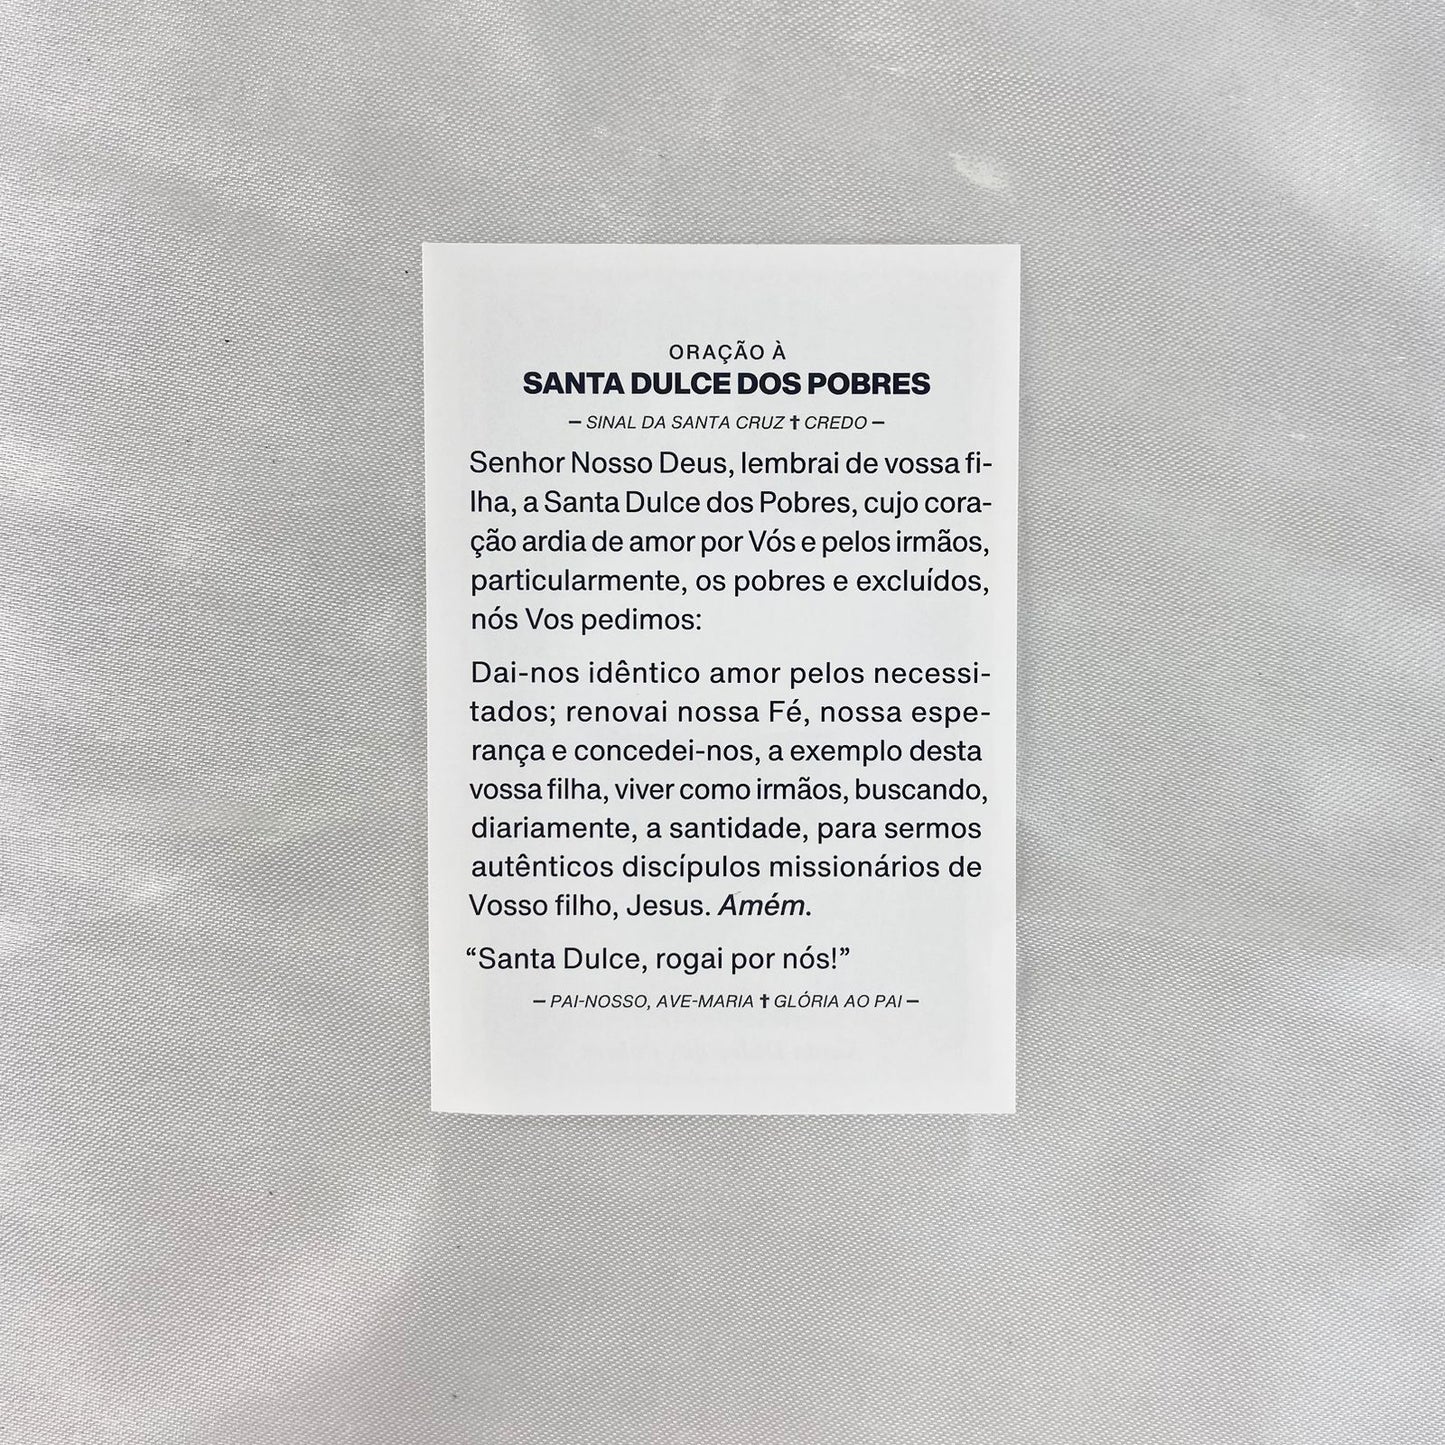 ORAÇÃO À
SANTA DULCE DOS POBRES
– SINAL DA SANTA CRUZ ✝ CREDO –
Senhor Nosso Deus, lembrai de vossa fi-
lha, a Santa Dulce dos Pobres, cujo cora-
ção ardia de amor por Vós e pelos irmãos,
particularmente, os pobres e excluídos,
nós Vos pedimos:
Dai-nos idêntico amor pelos necessi-
tados; renovai nossa Fé, nossa espe-
rança e concedei-nos, a exemplo desta
vossa filha, viver como irmãos, buscando,
diariamente, a santidade, para sermos
autênticos discípulos missionários de
Vosso filho, Jesus. Amém.
“Santa Dulce, rogai por nós!”
– PAI-NOSSO, AVE-MARIA ✝ GLÓRIA AO PAI –